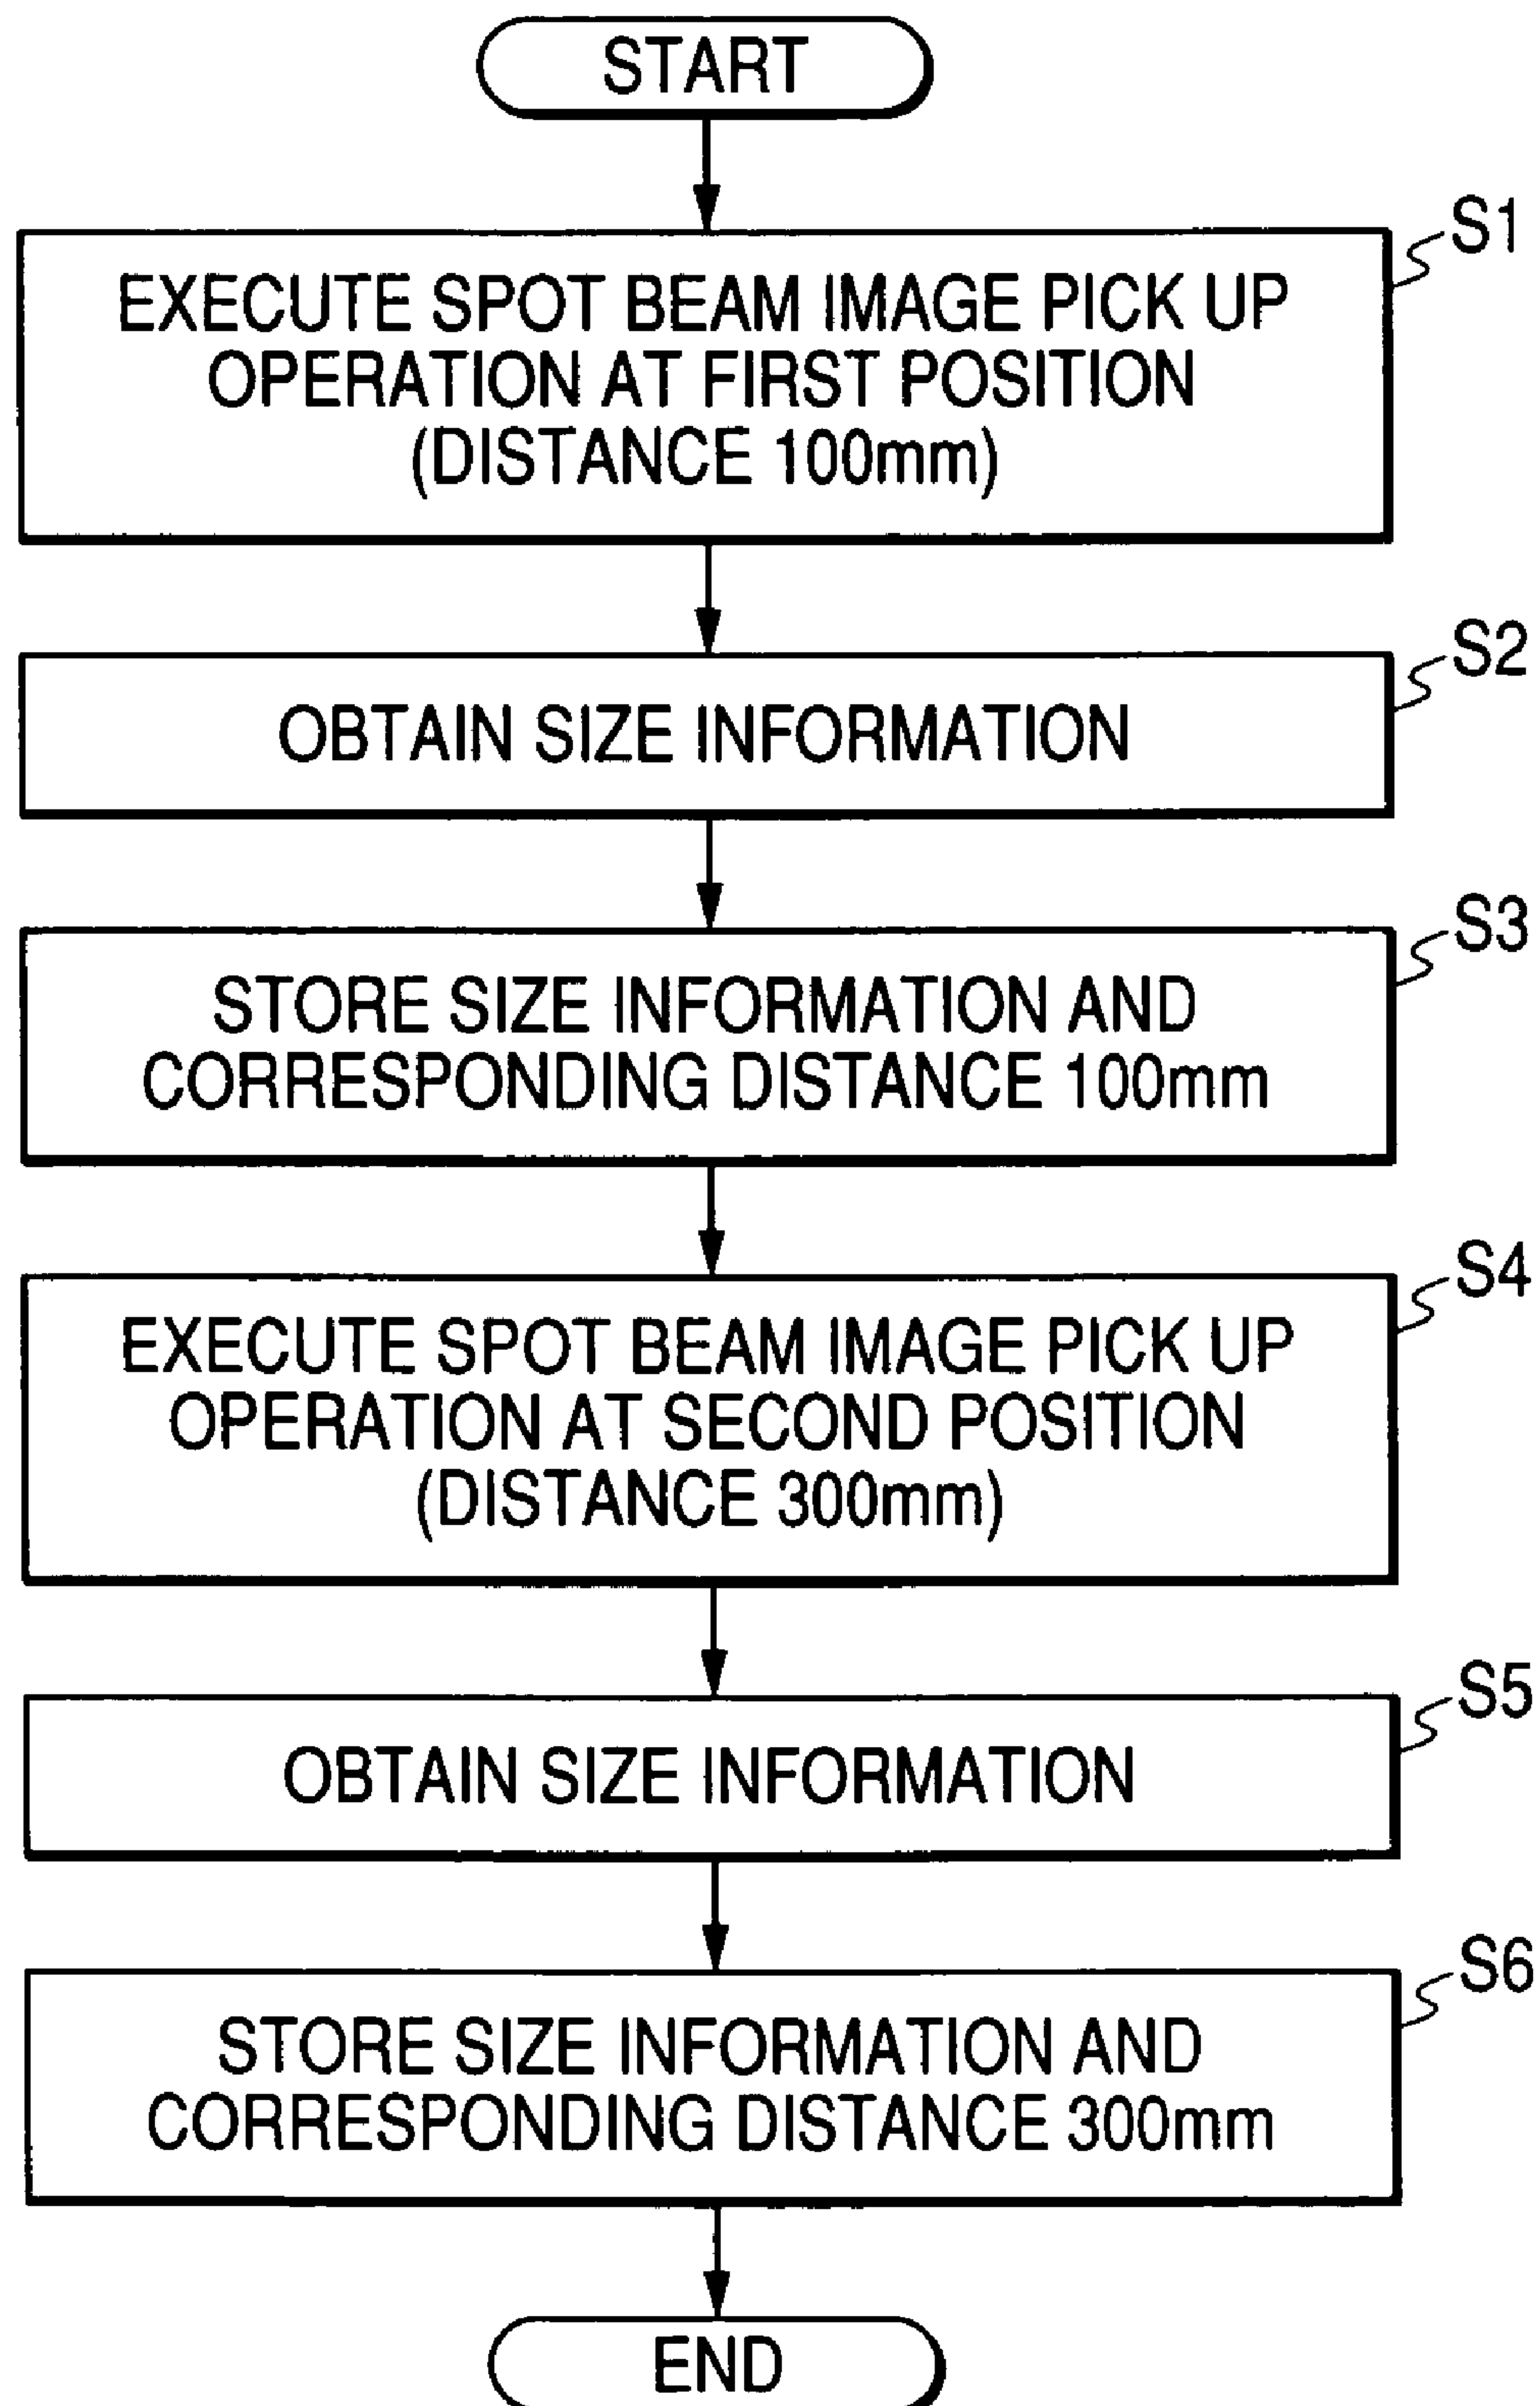 START
S1
EXECUTE SPOT BEAM IMAGE PICK UP
OPERATION AT FIRST POSITION
(DISTANCE 100mm)
S2
OBTAIN SIZE INFORMATION
S3
STORE SIZE INFORMATION AND
CORRESPONDING DISTANCE 100mm
S4
EXECUTE SPOT BEAM IMAGE PICK UP
OPERATION AT SECOND POSITION
(DISTANCE 300mm)
S5
OBTAIN SIZE INFORMATION
S6
STORE SIZE INFORMATION AND
CORRESPONDING DISTANCE 300mm
END